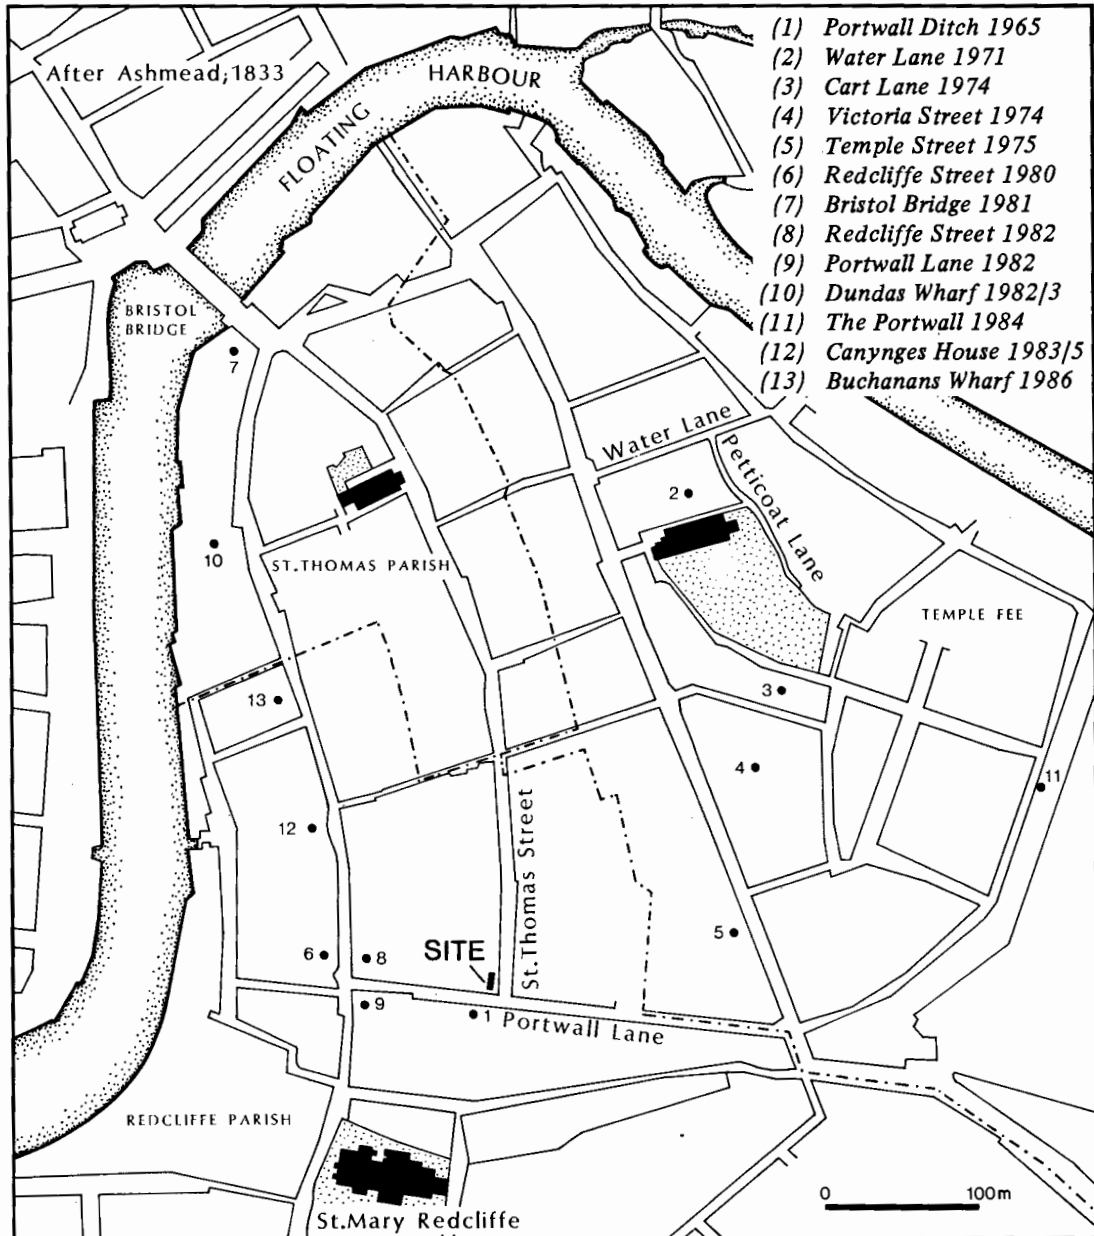 After Ashmead, 1833
FLOATING HARBOUR
(1) Portwall Ditch 1965
(2) Water Lane 1971
(3) Cart Lane 1974
(4) Victoria Street 1974
(5) Temple Street 1975
(6) Redcliffe Street 1980
(7) Bristol Bridge 1981
(8) Redcliffe Street 1982
(9) Portwall Lane 1982
(10) Dundas Wharf 1982/3
(11) The Portwall 1984
(12) Canynges House 1983/5
(13) Buchanans Wharf 1986
BRISTOL
BRIDGE
7
Water Lane
Petticoat Lane
2
10
ST. THOMAS PARISH
TEMPLE FEE
13
3
4
11
St. Thomas Street
12
5
6
8
SITE
9
1
Portwall Lane
REDCLIFFE PARISH
St. Mary Redcliffe
0 100m